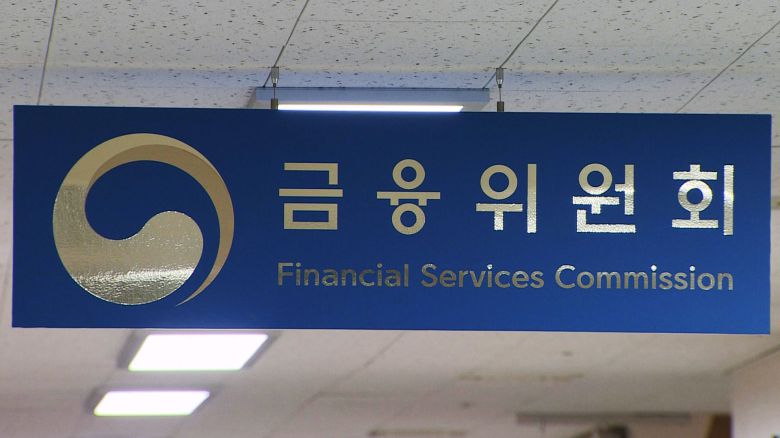 금융위원회
Financial Services Commission